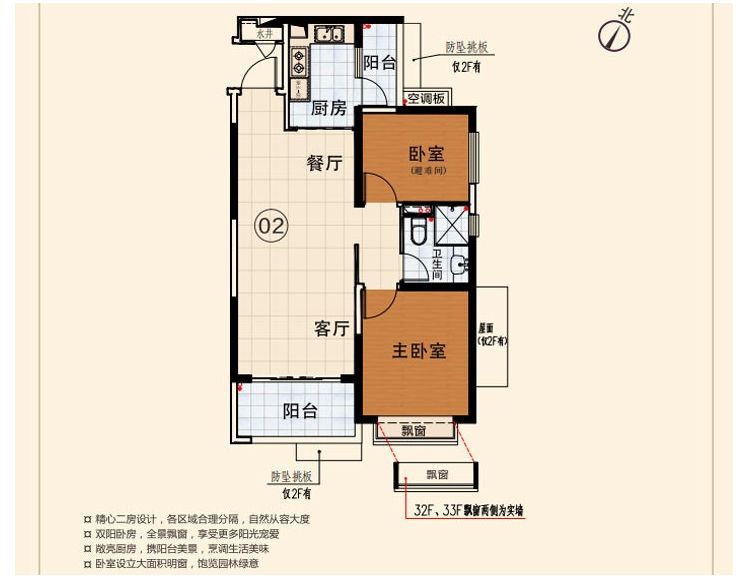 北
水井
防坠挑板
仅2F有
阳台
空调板
厨房
餐厅
卧室
(避难间)
02
卫生间
客厅
主卧室
屋面
(仅2F有)
阳台
飘窗
防坠挑板
仅2F有
飘窗
32F、33F飘窗两侧为实墙
¤ 精心二房设计，各区域合理分隔，自然从容大度
¤ 双阳卧房，全景飘窗，享受更多阳光宠爱
¤ 敞亮厨房，携阳台美景，烹调生活美味
¤ 卧室设立大面积明窗，饱览园林绿意